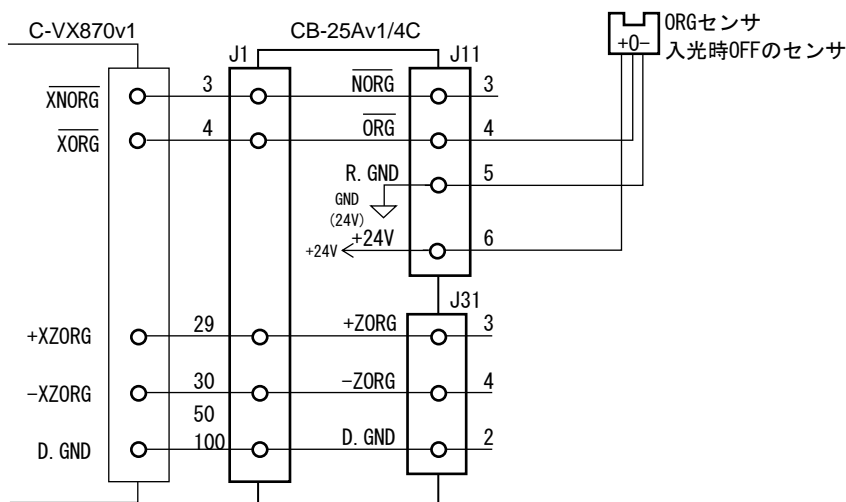 C-VX870v1
CB-25Av1/4C
ORGセンサ
+O-
入光時OFFのセンサ
J1
J11
XNORG 3 NORG 3
XORG 4 ORG 4
R.GND 5
GND
(24V)
+24V +24V 6
J31
+XZORG 29 +ZORG 3
-XZORG 30 -ZORG 4
50
D.GND 100 D.GND 2